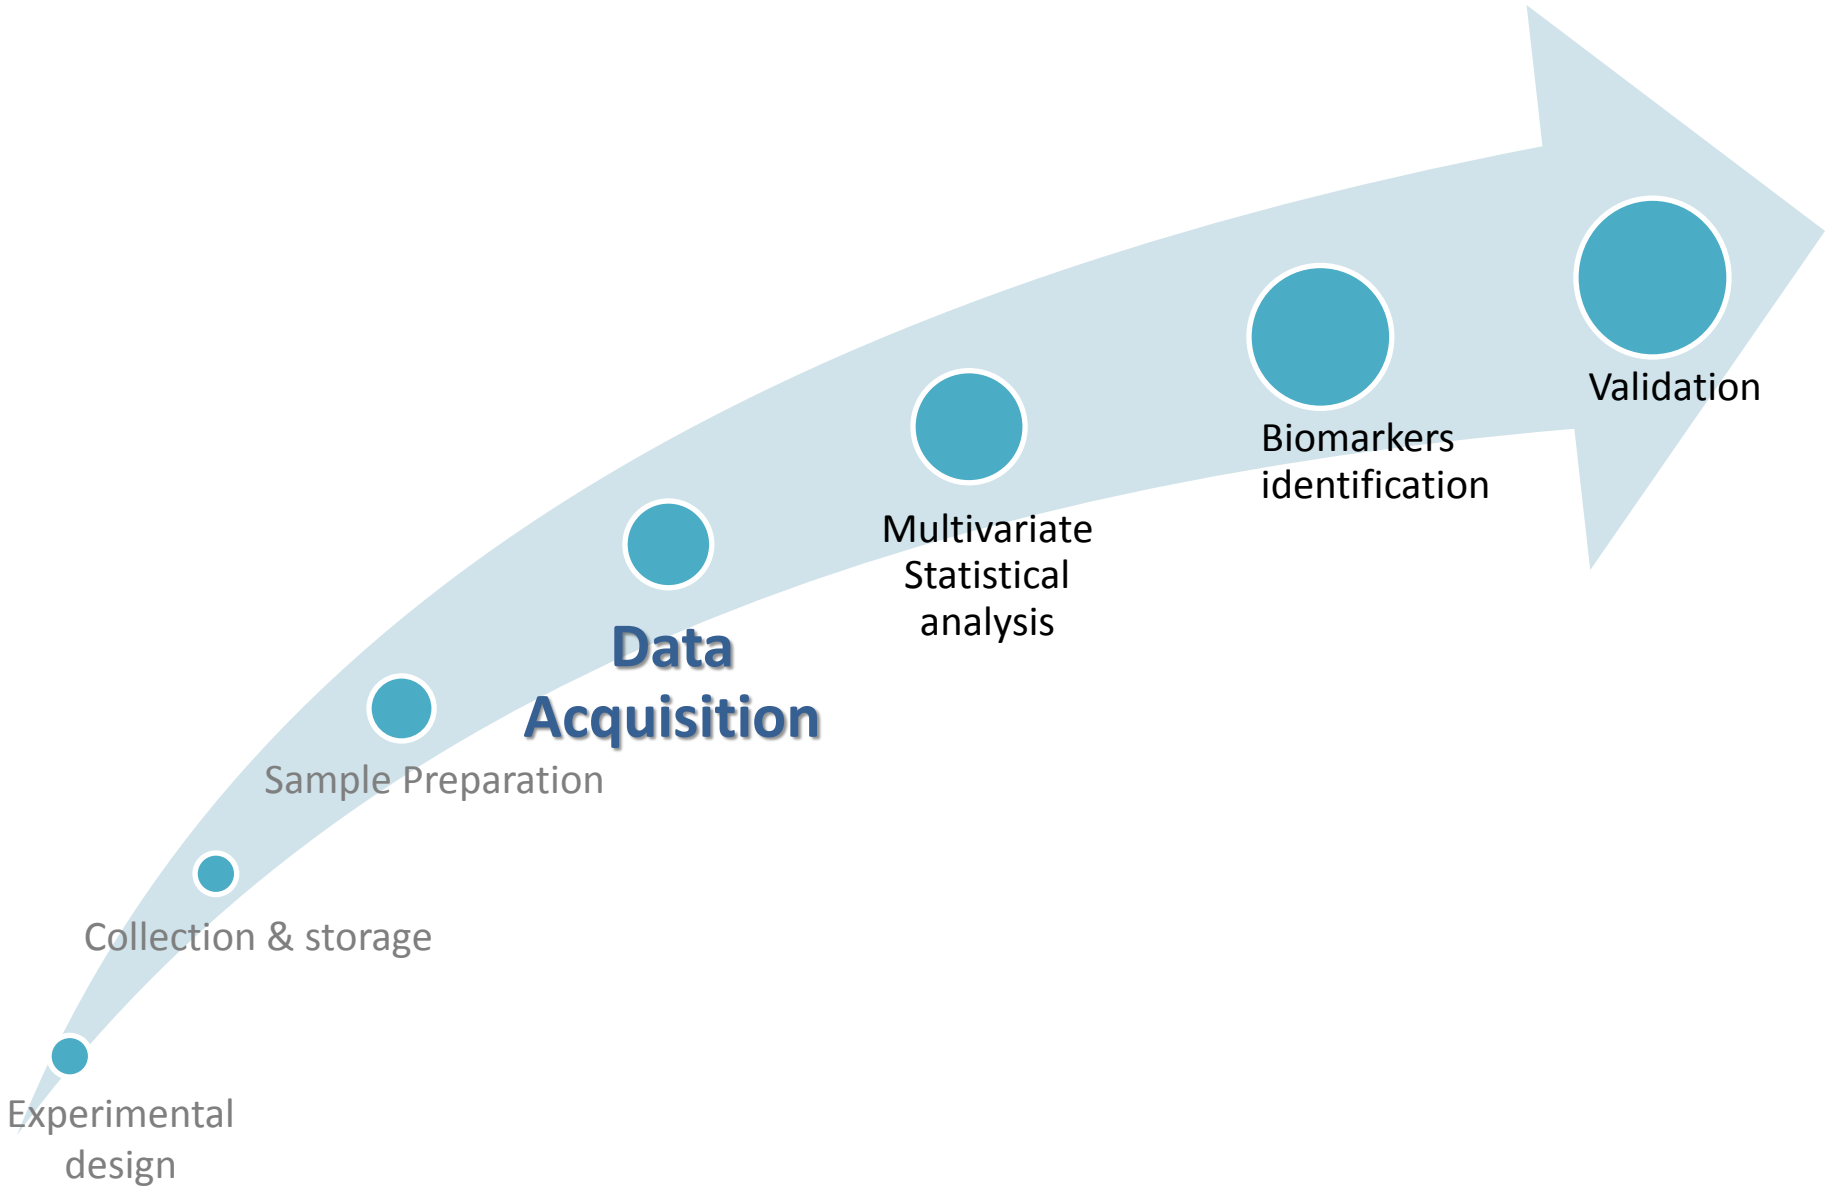 Validation
Biomarkers
identification
Multivariate
Statistical
analysis
Data
Acquisition
Sample Preparation
Collection & storage
Experimental
design